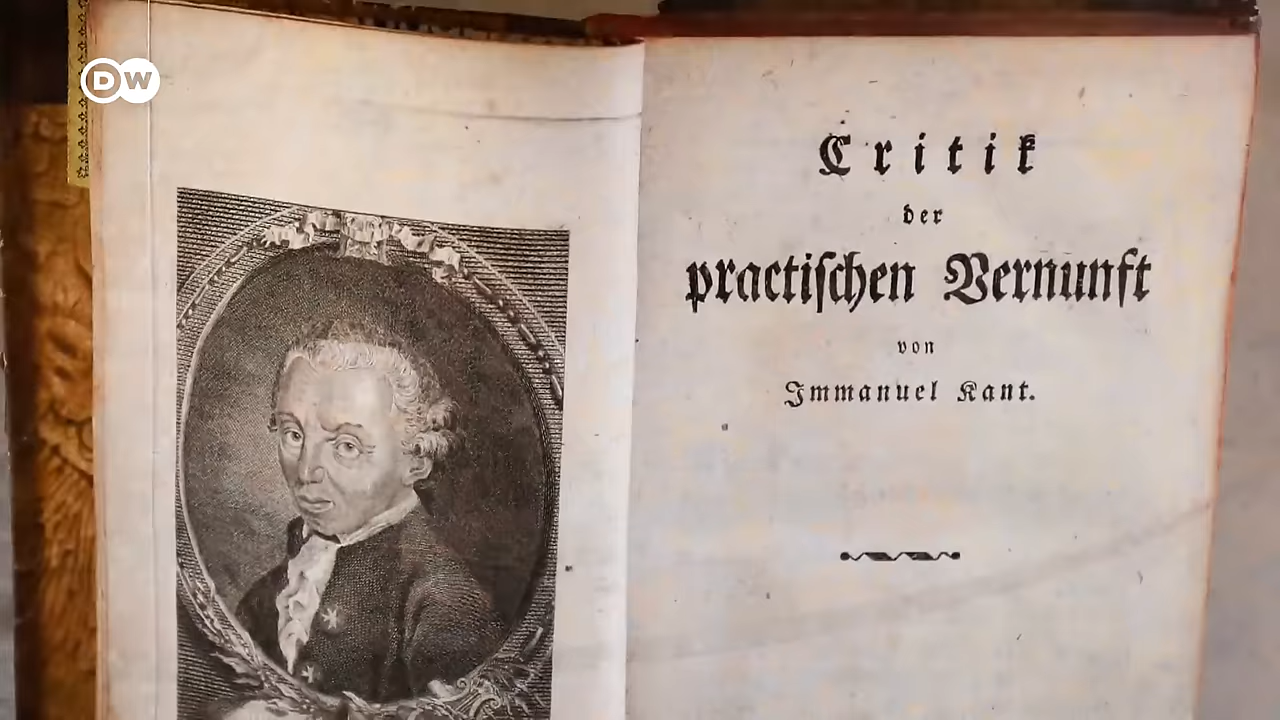 DW
Critik
der
practischen Vernunft
von
Immanuel Kant.